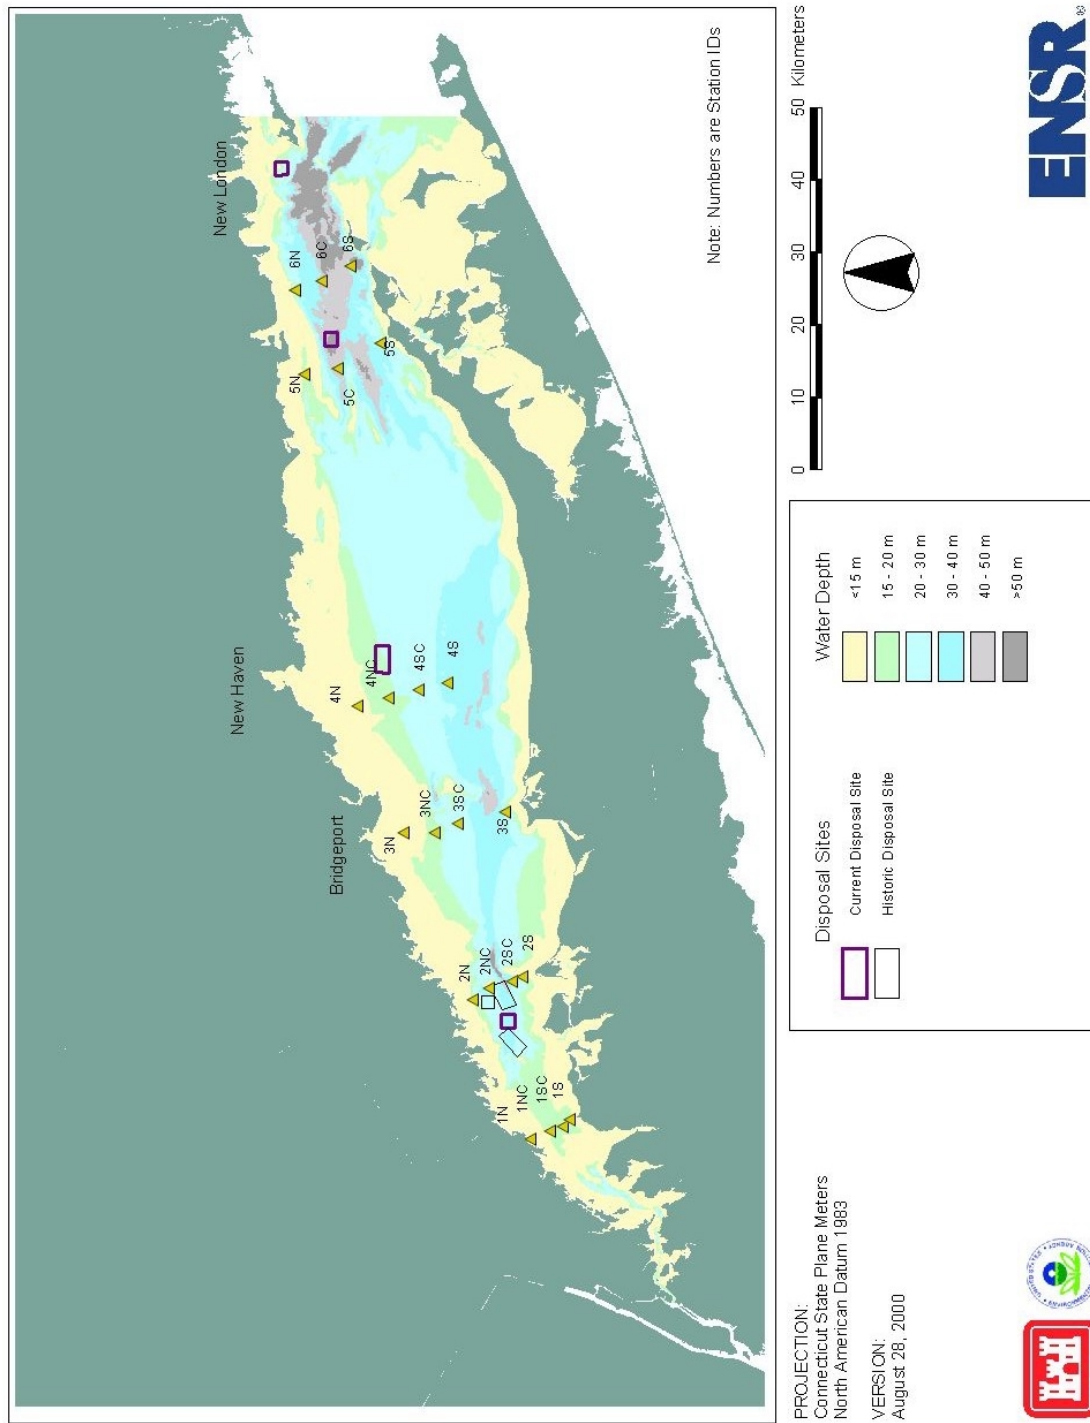 New London
New Haven
Bridgeport
6N
6C
6S
5N
5C
5S
4N
4NC
4SC
4S
3N
3NC
3SC
3S
2N
2NC
2SC
2S
1N
1NC
1SC
1S
Note: Numbers are Station IDs
PROJECTION:
Connecticut State Plane Meters
North American Datum 1983
VERSION:
August 28, 2000
Disposal Sites
Current Disposal Site
Historic Disposal Site
Water Depth
<15 m
15 - 20 m
20 - 30 m
30 - 40 m
40 - 50 m
>50 m
0 10 20 30 40 50 Kilometers
ENSR®